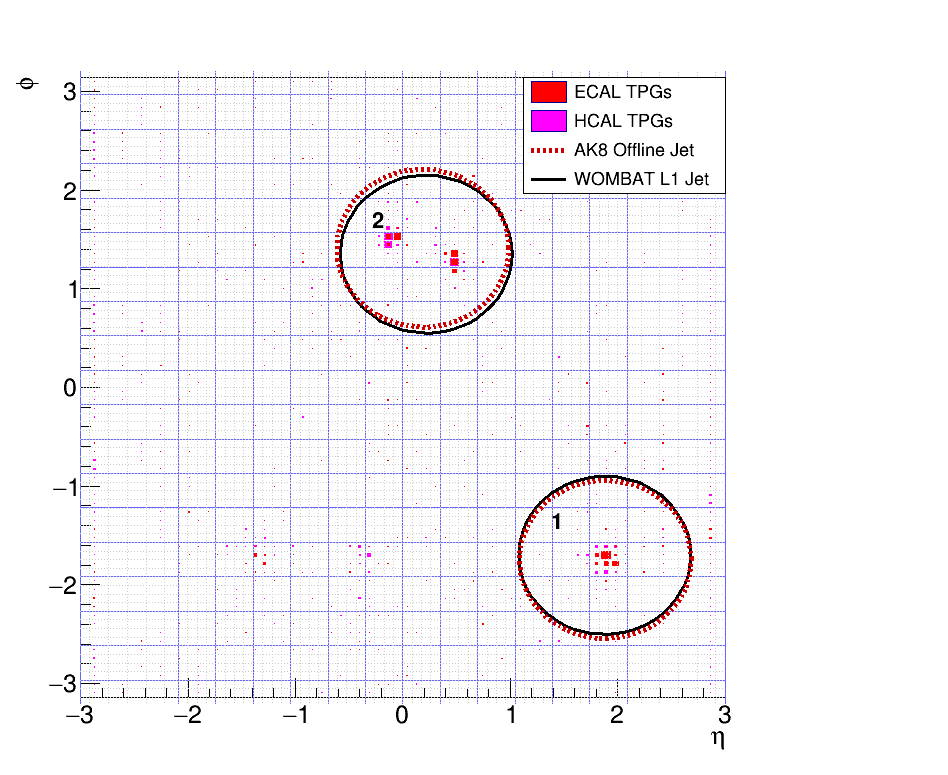 ϕ
3
2
1
0
−1
−2
−3
ECAL TPGs
HCAL TPGs
AK8 Offline Jet
WOMBAT L1 Jet
2
1
−3 −2 −1 0 1 2 3
η